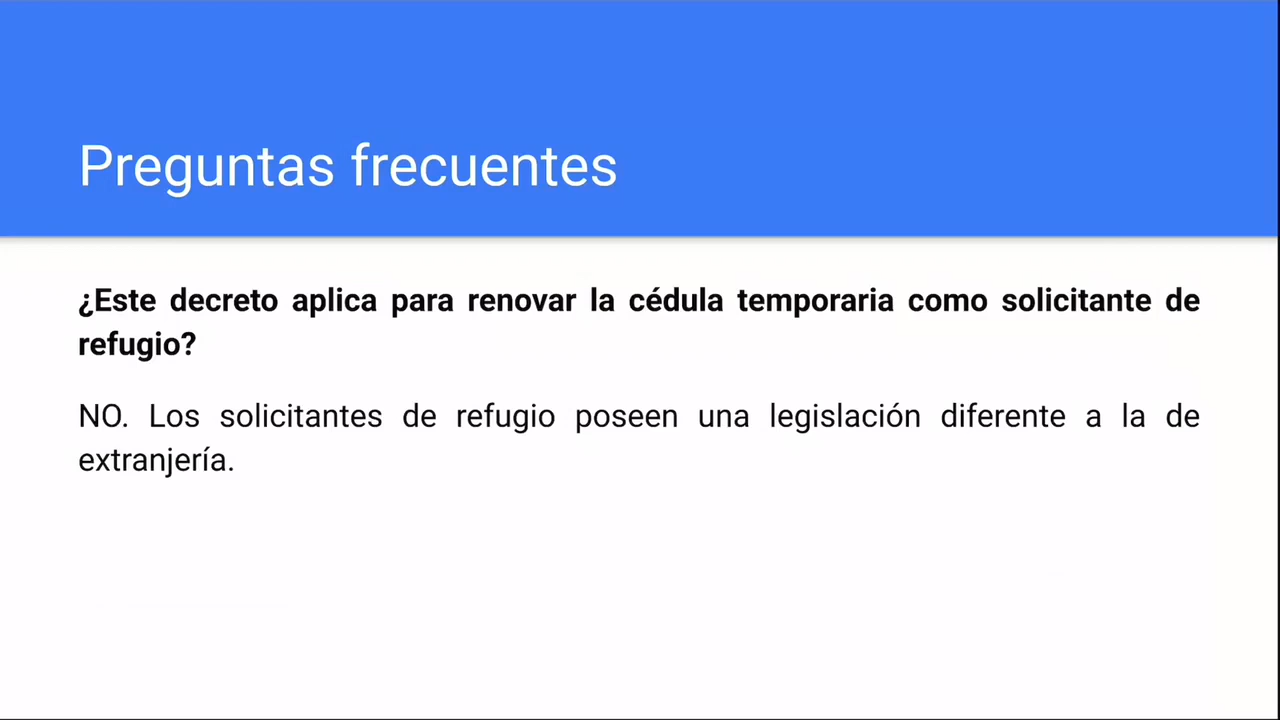 Preguntas frecuentes
¿Este decreto aplica para renovar la cédula temporaria como solicitante de
refugio?
NO. Los solicitantes de refugio poseen una legislación diferente a la de
extranjería.